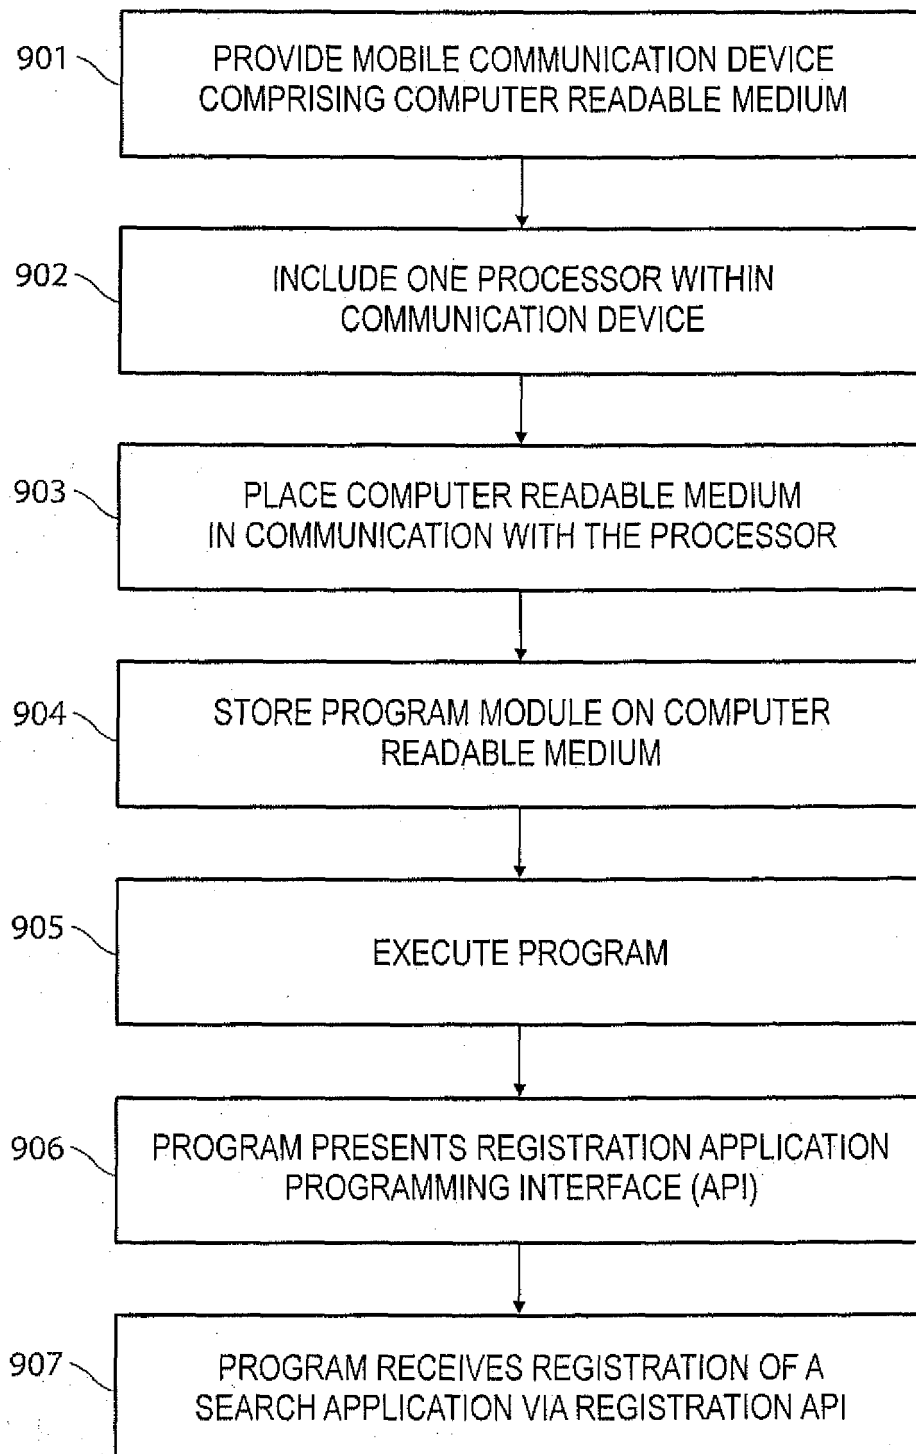 901
PROVIDE MOBILE COMMUNICATION DEVICE
COMPRISING COMPUTER READABLE MEDIUM
902
INCLUDE ONE PROCESSOR WITHIN
COMMUNICATION DEVICE
903
PLACE COMPUTER READABLE MEDIUM
IN COMMUNICATION WITH THE PROCESSOR
904
STORE PROGRAM MODULE ON COMPUTER
READABLE MEDIUM
905
EXECUTE PROGRAM
906
PROGRAM PRESENTS REGISTRATION APPLICATION
PROGRAMMING INTERFACE (API)
907
PROGRAM RECEIVES REGISTRATION OF A
SEARCH APPLICATION VIA REGISTRATION API